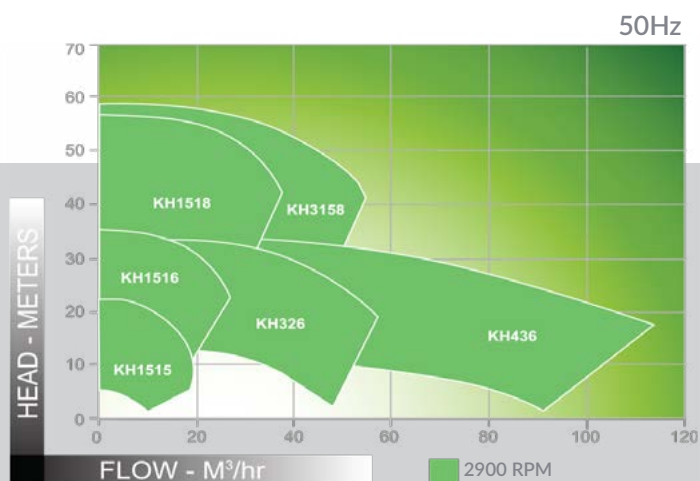 50Hz
70
60
50
40
30
20
10
0
HEAD - METERS
KH1518
KH3158
KH1516
KH326
KH436
KH1515
0 20 40 60 80 100 120
FLOW - M³/hr
2900 RPM